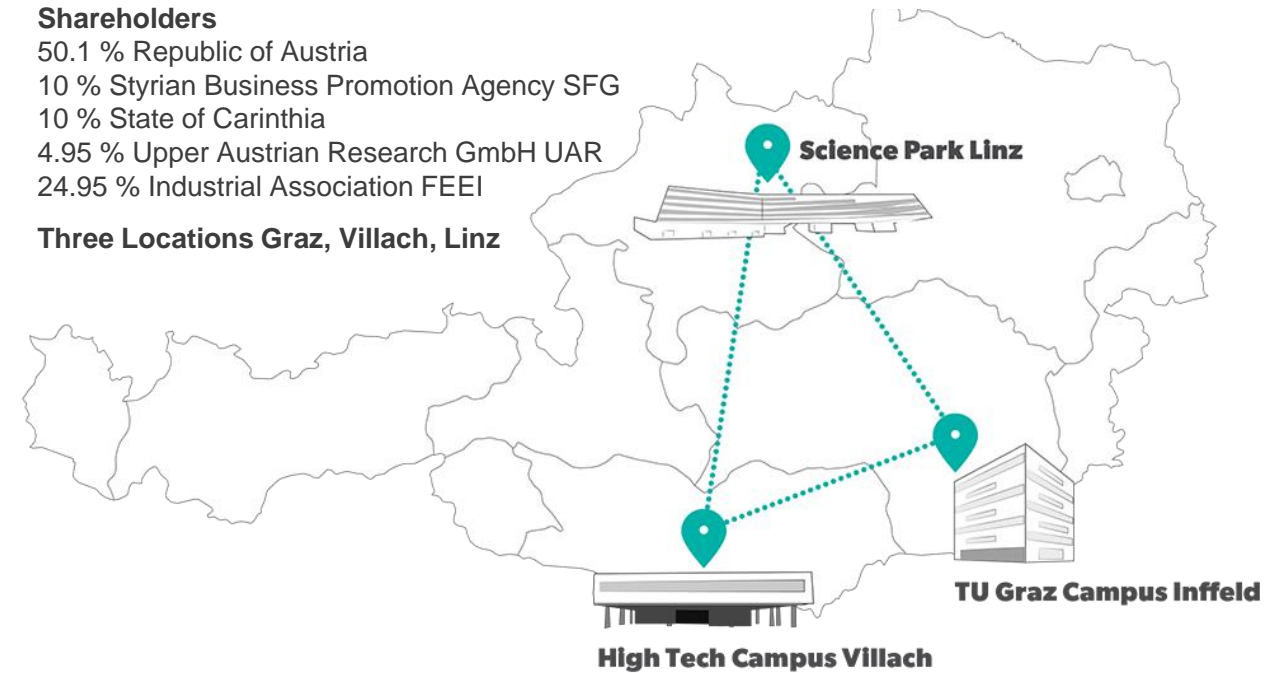 Shareholders
50.1 % Republic of Austria
10 % Styrian Business Promotion Agency SFG
10 % State of Carinthia
4.95 % Upper Austrian Research GmbH UAR
24.95 % Industrial Association FEEI
Three Locations Graz, Villach, Linz
Science Park Linz
TU Graz Campus Inffeld
High Tech Campus Villach